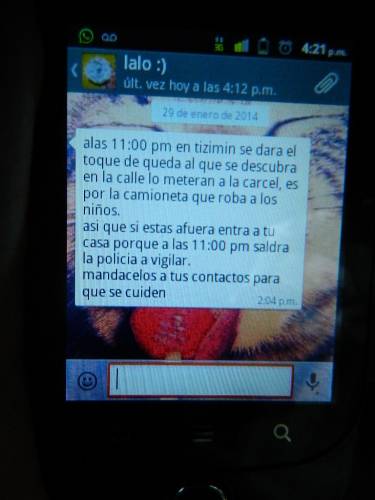 4:21 p.m.
lalo :)
últ. vez hoy a las 4:12 p.m.
29 de enero de 2014
alas 11:00 pm en tizimin se dara el
toque de queda al que se descubra
en la calle lo meteran a la carcel, es
por la camioneta que roba a los
niños.
asi que si estas afuera entra a tu
casa porque a las 11:00 pm saldra
la policia a vigilar.
mandacelos a tus contactos para
que se cuiden
2:04 p.m.